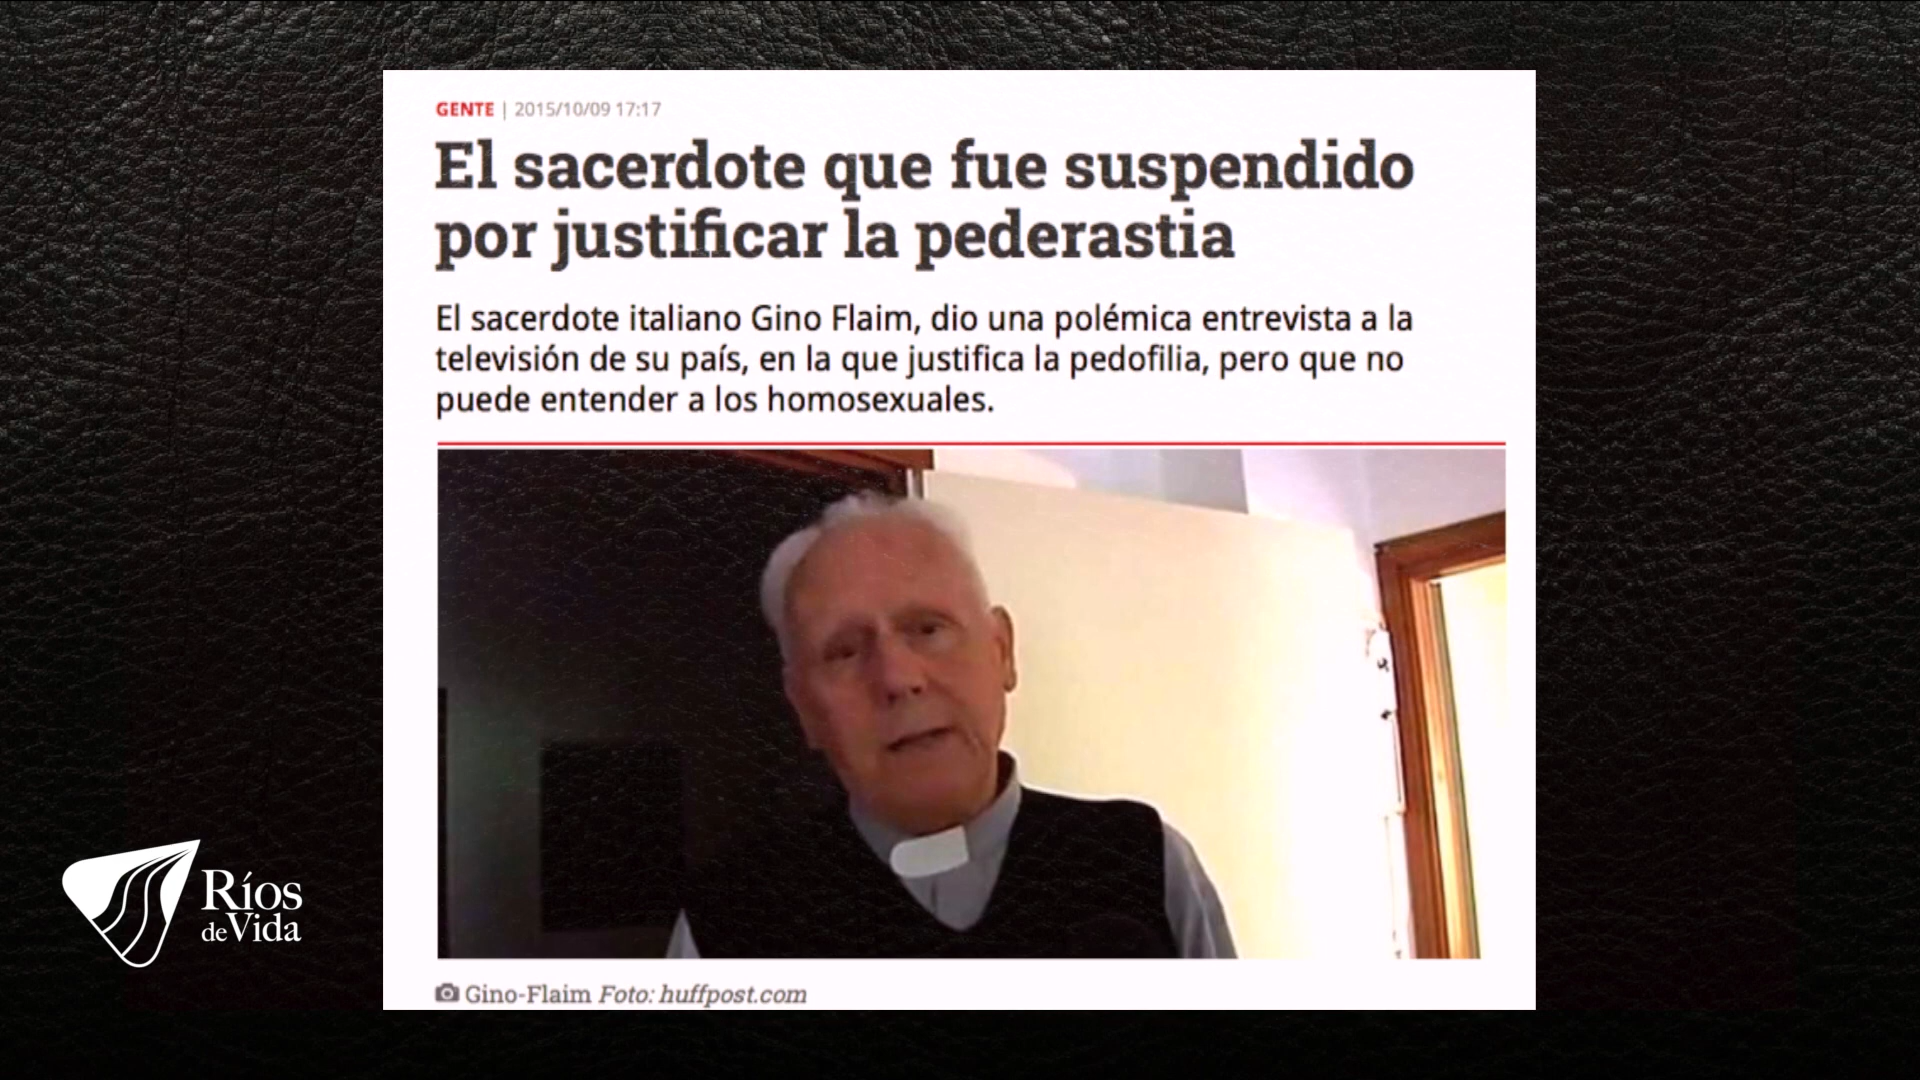 GENTE | 2015/10/09 17:17
El sacerdote que fue suspendido
por justificar la pederastia
El sacerdote italiano Gino Flaim, dio una polémica entrevista a la
televisión de su país, en la que justifica la pedofilia, pero que no
puede entender a los homosexuales.
Gino-Flaim Foto: huffpost.com
Ríos
de Vida